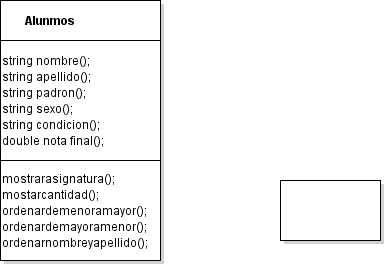 Alunmos
string nombre();
string apellido();
string padron();
string sexo();
string condicion();
double nota final();
mostrarasignatura();
mostarcantidad();
ordenardemenoramayor();
ordenardemayoramenor();
ordenarnombreyapellido();